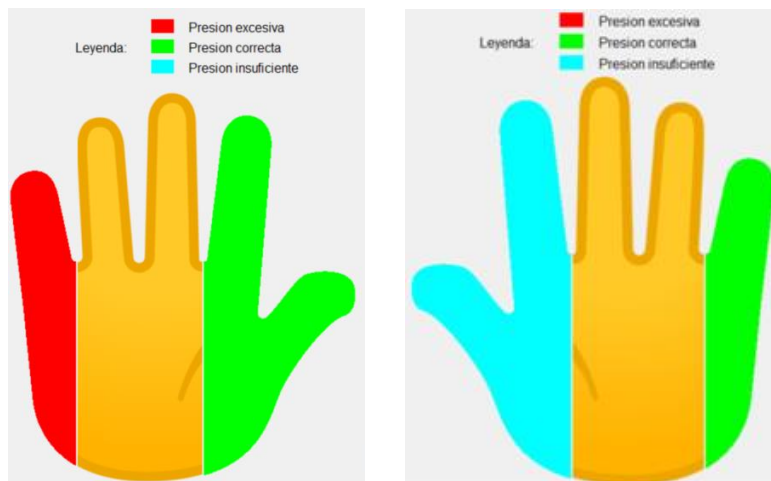 Leyenda:
Presion excesiva
Presion correcta
Presion insuficiente
Leyenda:
Presion excesiva
Presion correcta
Presion insuficiente